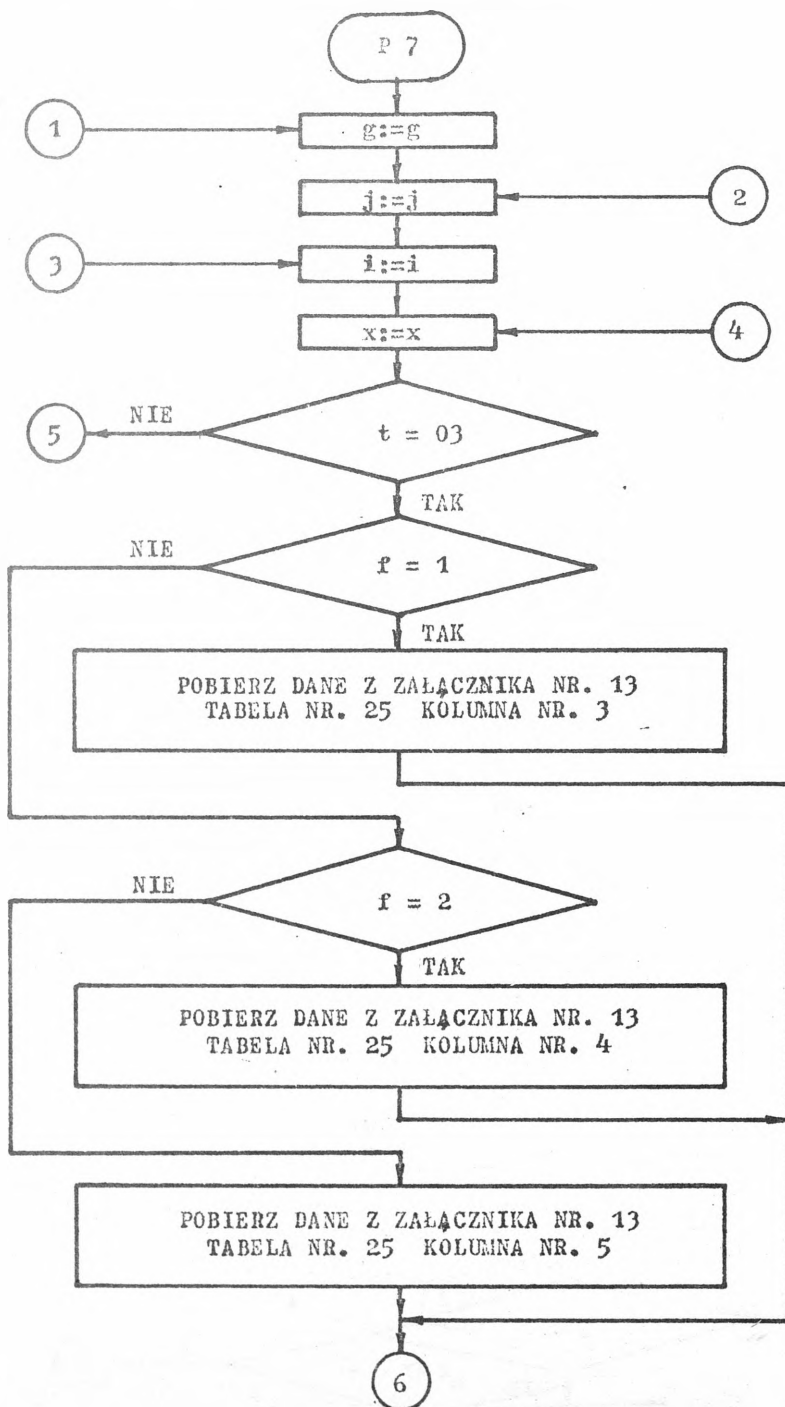 P 7
1
g:=g
j:=j
2
3
i:=i
x:=x
4
NIE
5
t = 03
TAK
NIE
f = 1
TAK
POBIERZ DANE Z ZAŁĄCZNIKA NR. 13
TABELA NR. 25 KOLUMNA NR. 3
NIE
f = 2
TAK
POBIERZ DANE Z ZAŁĄCZNIKA NR. 13
TABELA NR. 25 KOLUMNA NR. 4
POBIERZ DANE Z ZAŁĄCZNIKA NR. 13
TABELA NR. 25 KOLUMNA NR. 5
6